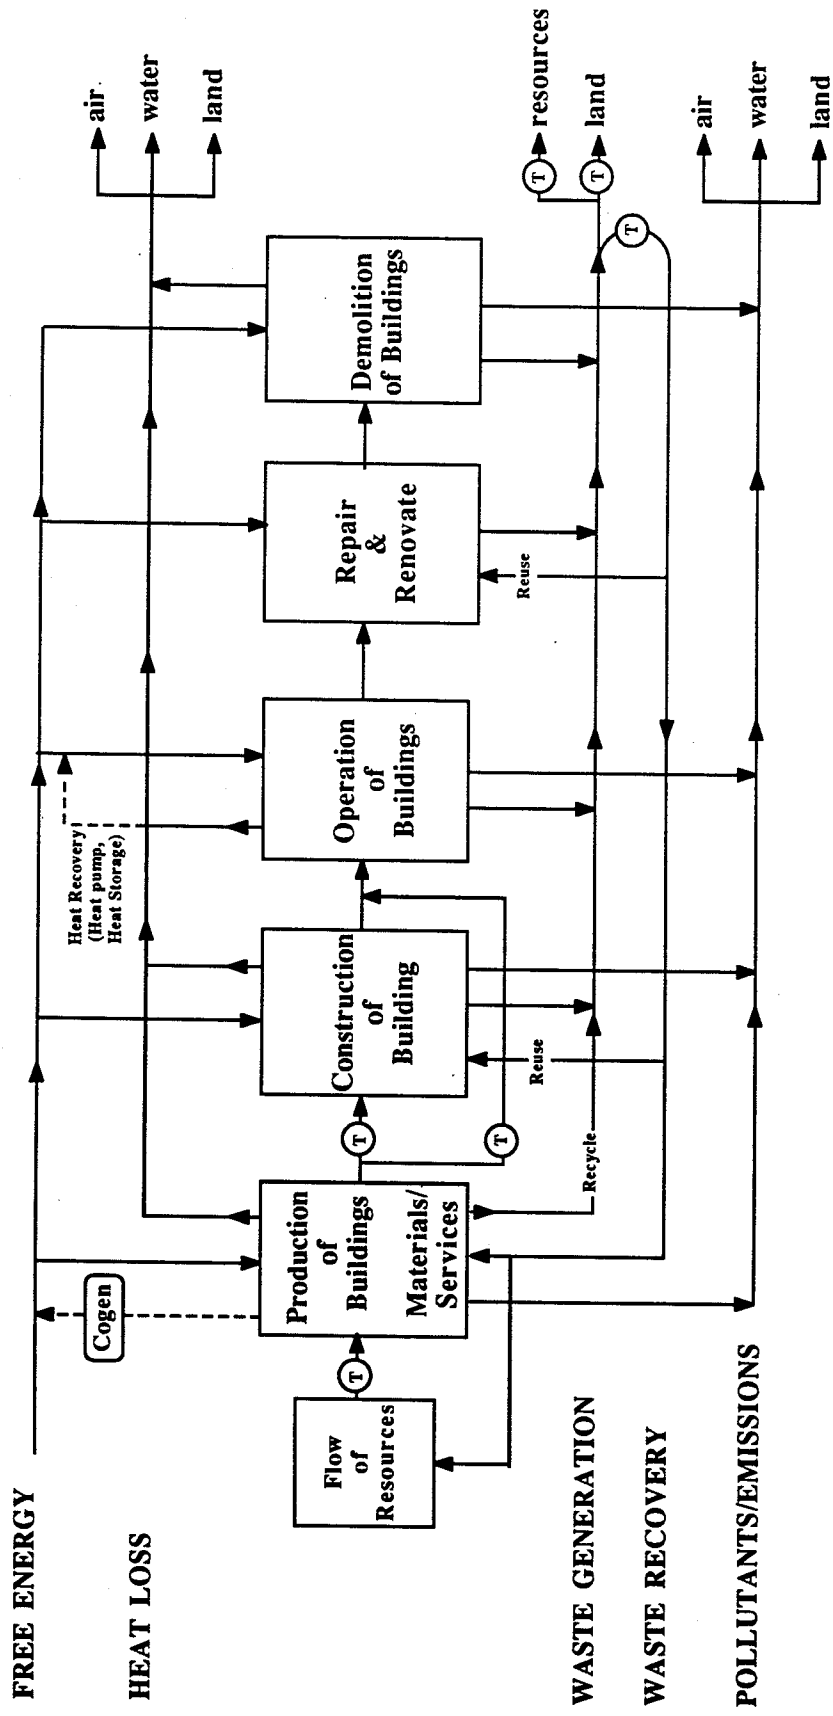 FREE ENERGY
HEAT LOSS
WASTE GENERATION
WASTE RECOVERY
POLLUTANTS/EMISSIONS
Cogen
Heat Recovery
(Heat pump,
Heat Storage)
air
water
land
Flow
of
Resources
T
Production
of
Buildings
Materials/
Services
T
T
Construction
of
Building
Operation
of
Buildings
Repair
&
Renovate
Demolition
of Buildings
Recycle
Reuse
Reuse
T
resources
T
land
T
air
water
land